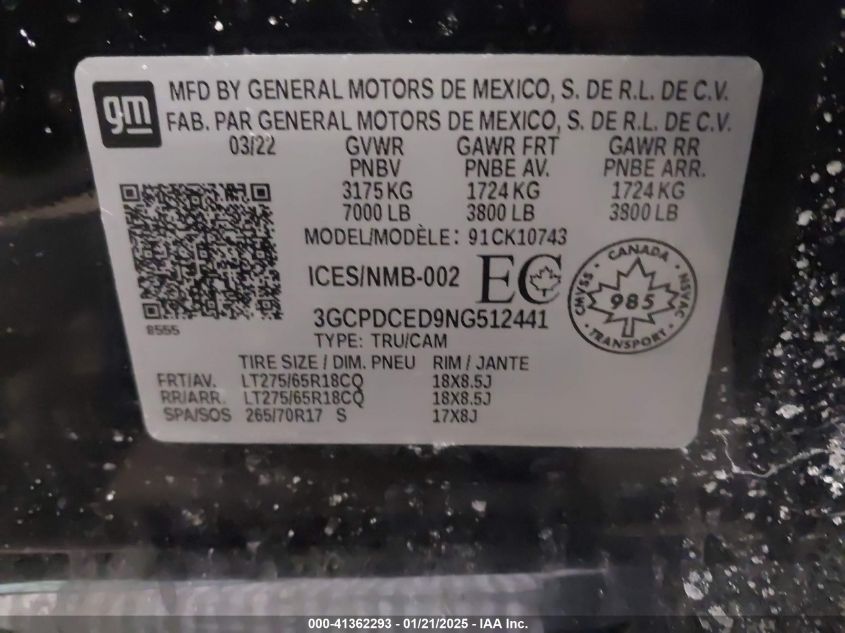 gm
MFD BY GENERAL MOTORS DE MEXICO, S. DE R.L. DE C.V.
FAB. PAR GENERAL MOTORS DE MEXICO, S. DE R.L. DE C.V.
03/22 GVWR GAWR FRT GAWR RR
PNBV PNBE AV. PNBE ARR.
3175 KG 1724 KG 1724 KG
7000 LB 3800 LB 3800 LB
MODEL/MODÈLE: 91CK10743
ICES/NMB-002 EC
CANADA
CMVSS 985 NSVAC
TRANSPORT
8555
3GCPDCED9NG512441
TYPE: TRU/CAM
TIRE SIZE / DIM. PNEU RIM / JANTE
FRT/AV. LT275/65R18CQ 18X8.5J
RR/ARR. LT275/65R18CQ 18X8.5J
SPA/SOS 265/70R17 S 17X8J
000-41362293 - 01/21/2025 - IAA Inc.